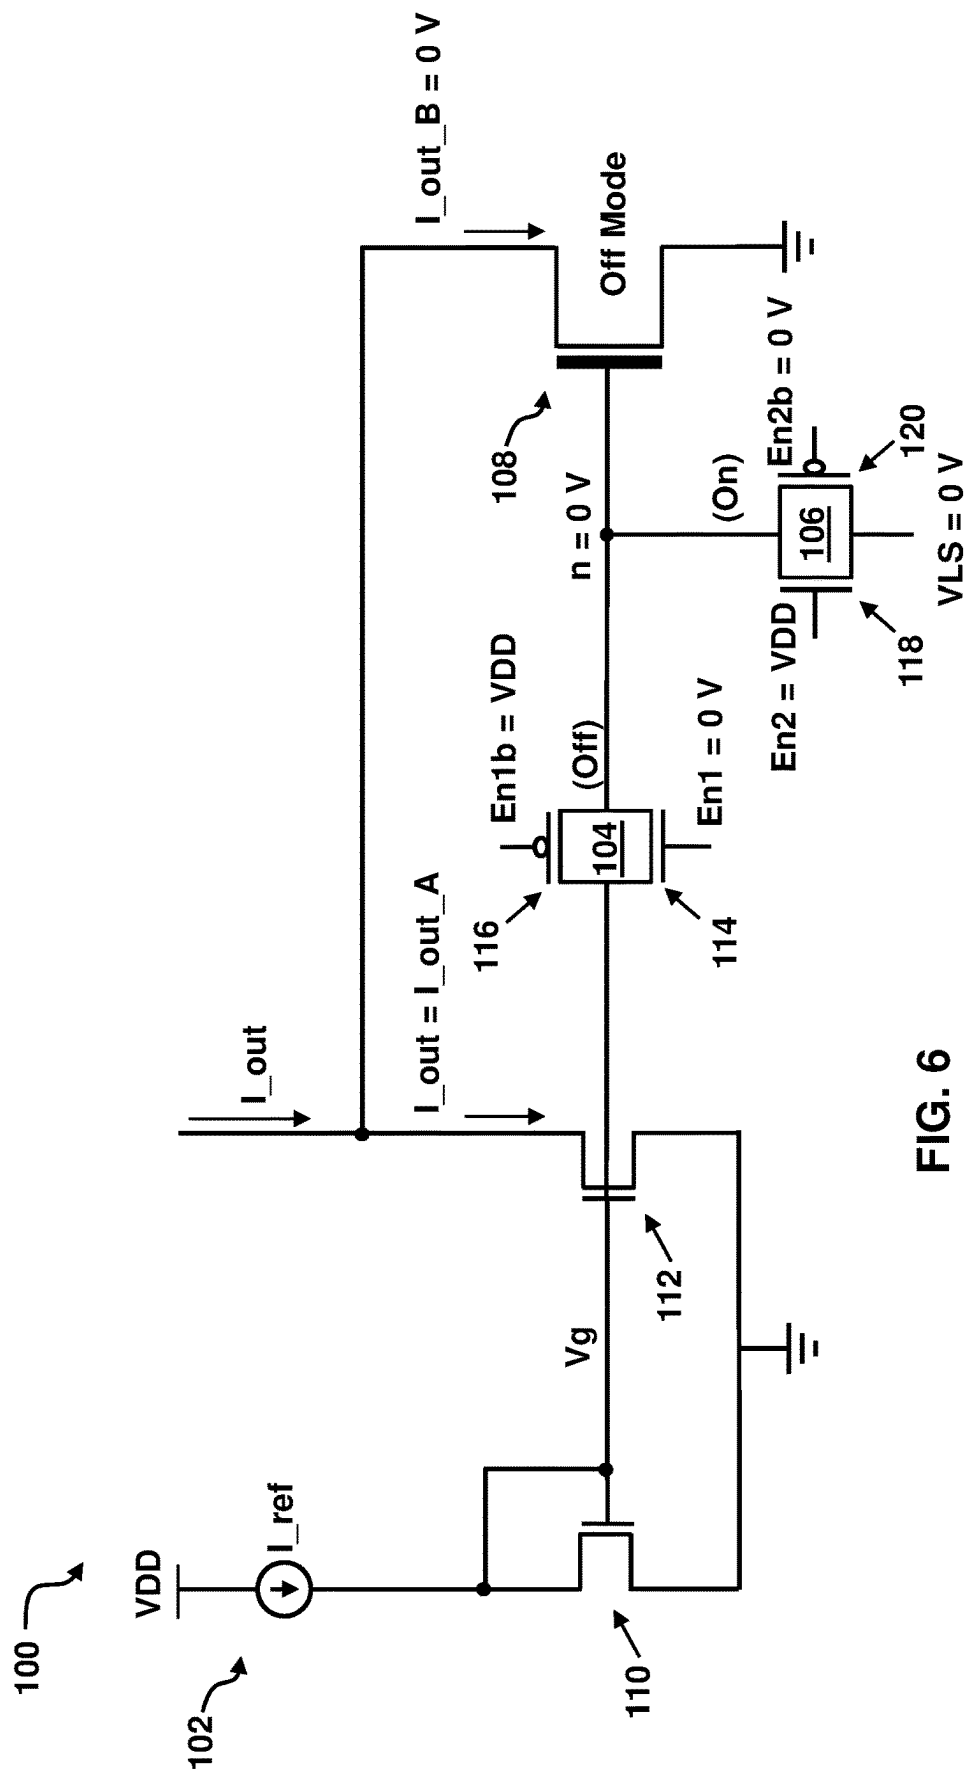 100
102
VDD
I_ref
110
Vg
112
I_out
I_out = I_out_A
116
114
104
En1b = VDD
En1 = 0 V
(Off)
n = 0 V
108
(On)
En2 = VDD
118
106
En2b = 0 V
120
VLS = 0 V
I_out_B = 0 V
Off Mode
FIG. 6